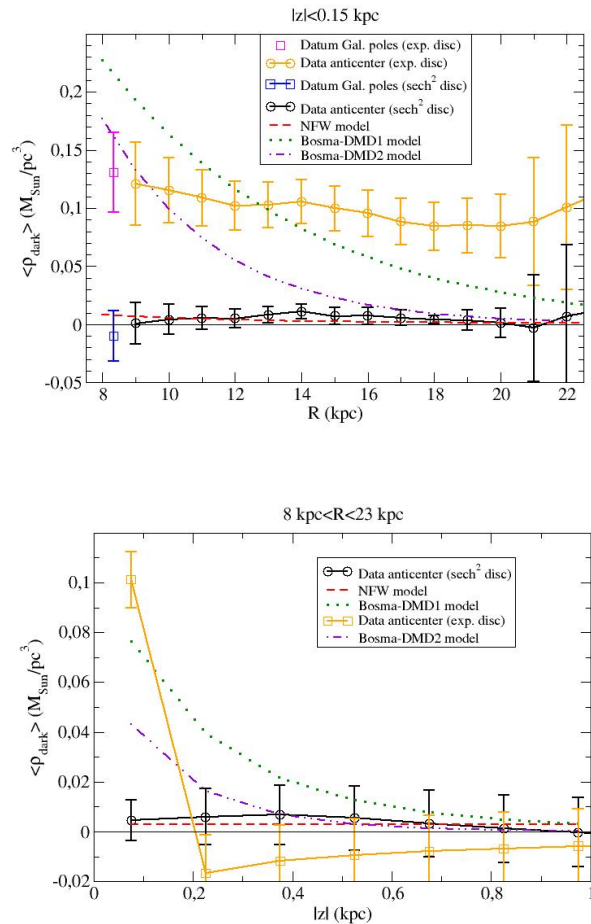 |z|<0.15 kpc
Datum Gal. poles (exp. disc)
Data anticenter (exp. disc)
Datum Gal. poles (sech² disc)
Data anticenter (sech² disc)
NFW model
Bosma-DMD1 model
Bosma-DMD2 model
<ρdark> (MSun/pc³)
0,2
0,15
0,1
0,05
0
-0,05
8 10 12 14 16 18 20 22
R (kpc)
8 kpc<R<23 kpc
Data anticenter (sech² disc)
NFW model
Bosma-DMD1 model
Data anticenter (exp. disc)
Bosma-DMD2 model
<ρdark> (MSun/pc³)
0,1
0,08
0,06
0,04
0,02
0
-0,02
0 0,2 0,4 0,6 0,8 1
|z| (kpc)